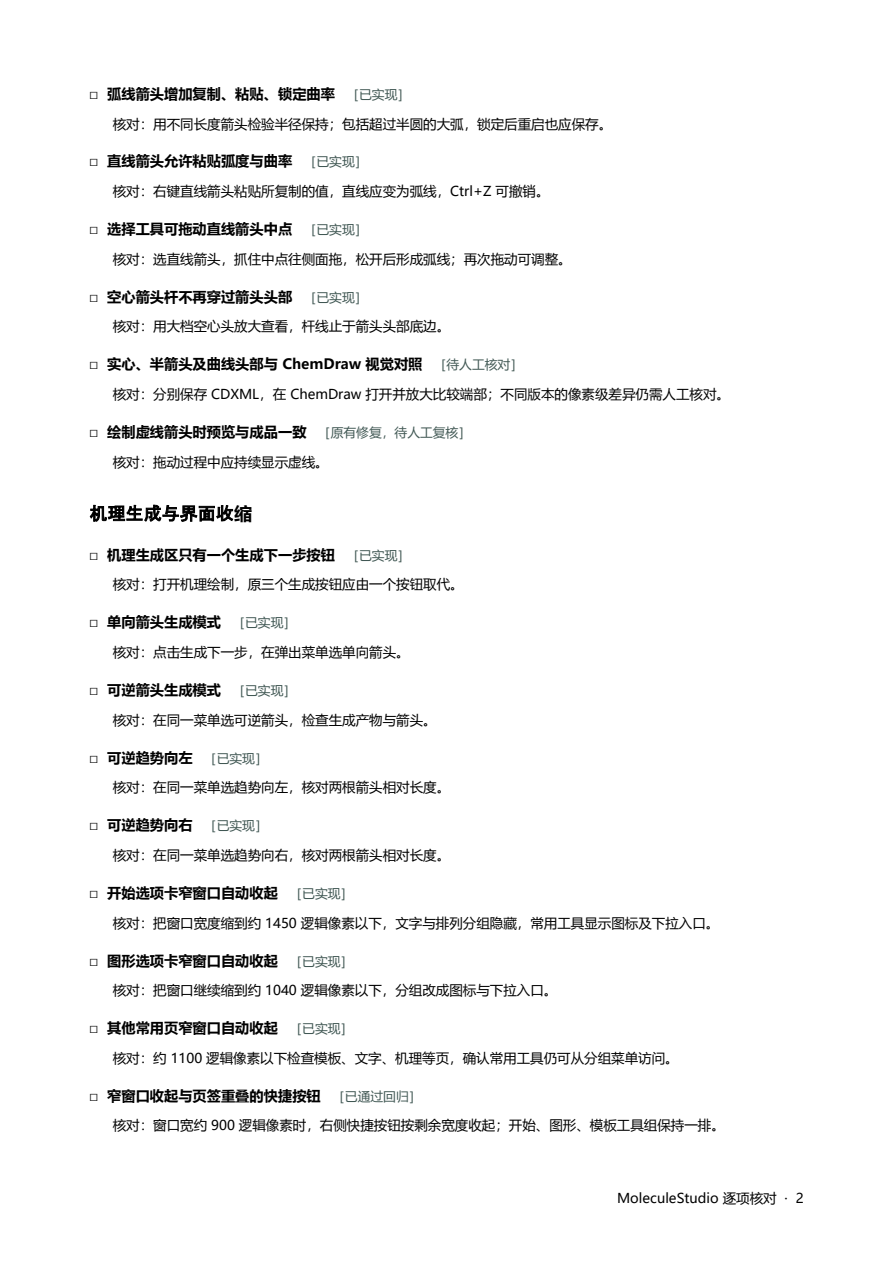 □ 弧线箭头增加复制、粘贴、锁定曲率 [已实现]
核对：用不同长度箭头检验半径保持；包括超过半圆的大弧，锁定后重启也应保存。
□ 直线箭头允许粘贴弧度与曲率 [已实现]
核对：右键直线箭头粘贴所复制的值，直线应变为弧线，Ctrl+Z 可撤销。
□ 选择工具可拖动直线箭头中点 [已实现]
核对：选直线箭头，抓住中点往侧面拖，松开后形成弧线；再次拖动可调整。
□ 空心箭头杆不再穿过箭头头部 [已实现]
核对：用大档空心头放大查看，杆线止于箭头头部底边。
□ 实心、半箭头及曲线头部与 ChemDraw 视觉对照 [待人工核对]
核对：分别保存 CDXML，在 ChemDraw 打开并放大比较端部；不同版本的像素级差异仍需人工核对。
□ 绘制虚线箭头时预览与成品一致 [原有修复，待人工复核]
核对：拖动过程中应持续显示虚线。
机理生成与界面收缩
□ 机理生成区只有一个生成下一步按钮 [已实现]
核对：打开机理绘制，原三个生成按钮应由一个按钮取代。
□ 单向箭头生成模式 [已实现]
核对：点击生成下一步，在弹出菜单选单向箭头。
□ 可逆箭头生成模式 [已实现]
核对：在同一菜单选可逆箭头，检查生成产物与箭头。
□ 可逆趋势向左 [已实现]
核对：在同一菜单选趋势向左，核对两根箭头相对长度。
□ 可逆趋势向右 [已实现]
核对：在同一菜单选趋势向右，核对两根箭头相对长度。
□ 开始选项卡窄窗口自动收起 [已实现]
核对：把窗口宽度缩到约 1450 逻辑像素以下，文字与排列分组隐藏，常用工具显示图标及下拉入口。
□ 图形选项卡窄窗口自动收起 [已实现]
核对：把窗口继续缩到约 1040 逻辑像素以下，分组改成图标与下拉入口。
□ 其他常用页窄窗口自动收起 [已实现]
核对：约 1100 逻辑像素以下检查模板、文字、机理等页，确认常用工具仍可从分组菜单访问。
□ 窄窗口收起与页签重叠的快捷按钮 [已通过回归]
核对：窗口宽约 900 逻辑像素时，右侧快捷按钮按剩余宽度收起；开始、图形、模板工具组保持一排。
MoleculeStudio 逐项核对 · 2